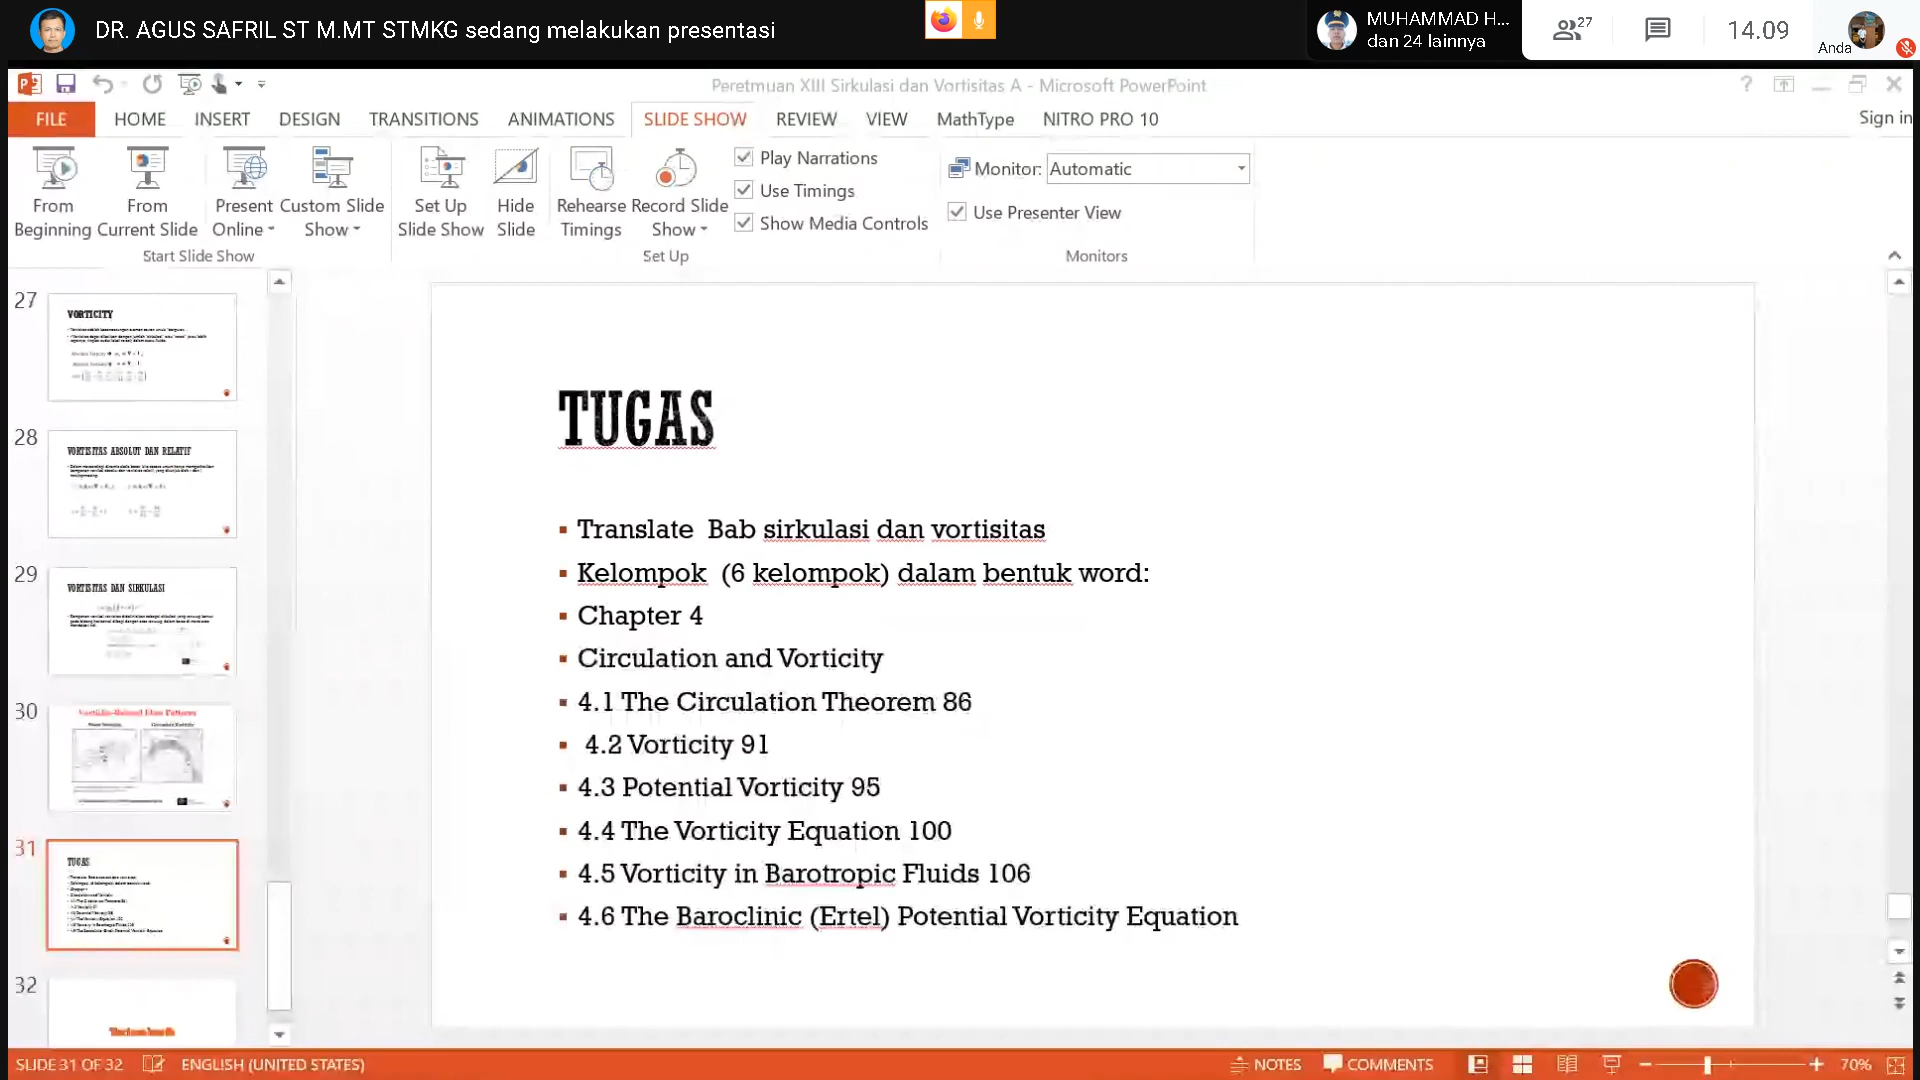 DR. AGUS SAFRIL ST M.MT STMKG sedang melakukan presentasi
MUHAMMAD H...
dan 24 lainnya
27
14.09
Anda
Peretmuan XIII Sirkulasi dan Vortisitas A - Microsoft PowerPoint
FILE HOME INSERT DESIGN TRANSITIONS ANIMATIONS SLIDE SHOW REVIEW VIEW MathType NITRO PRO 10 Sign in
From Beginning
From Current Slide
Present Online
Custom Slide Show
Start Slide Show
Set Up Slide Show
Hide Slide
Rehearse Timings
Record Slide Show
Play Narrations
Use Timings
Show Media Controls
Set Up
Monitor: Automatic
Use Presenter View
Monitors
27
VORTICITY
28
VORTISITAS ABSOLUT DAN RELATIF
29
VORTISITAS DAN SIRKULASI
30
31
TUGAS
32
TUGAS
Translate Bab sirkulasi dan vortisitas
Kelompok (6 kelompok) dalam bentuk word:
Chapter 4
Circulation and Vorticity
4.1 The Circulation Theorem 86
4.2 Vorticity 91
4.3 Potential Vorticity 95
4.4 The Vorticity Equation 100
4.5 Vorticity in Barotropic Fluids 106
4.6 The Baroclinic (Ertel) Potential Vorticity Equation
SLIDE 31 OF 32 ENGLISH (UNITED STATES) NOTES COMMENTS 70%